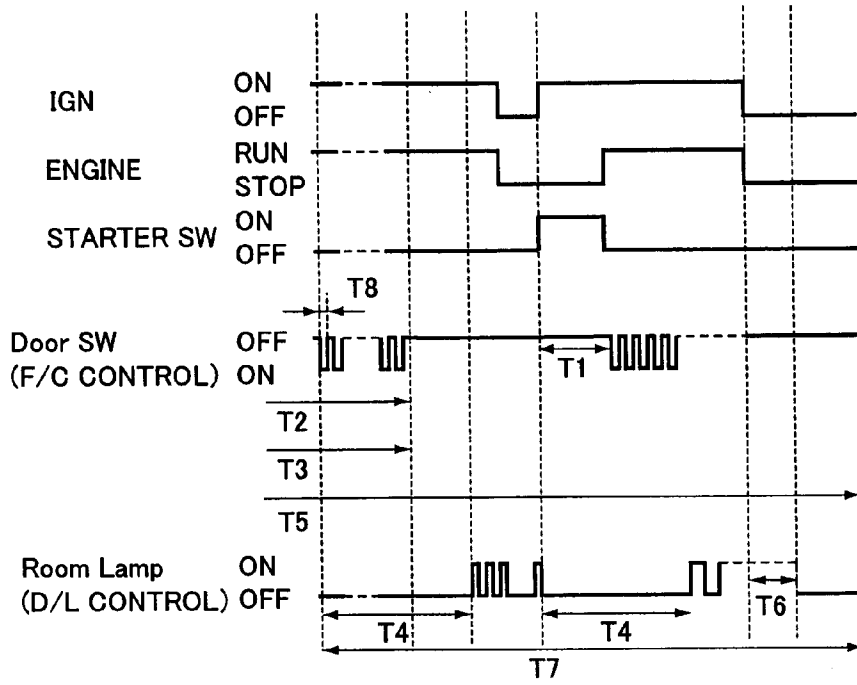 IGN ON
OFF
ENGINE RUN
STOP
STARTER SW ON
OFF
T8
Door SW OFF
(F/C CONTROL) ON
T1
T2
T3
T5
Room Lamp ON
(D/L CONTROL) OFF
T4 T4 T6
T7